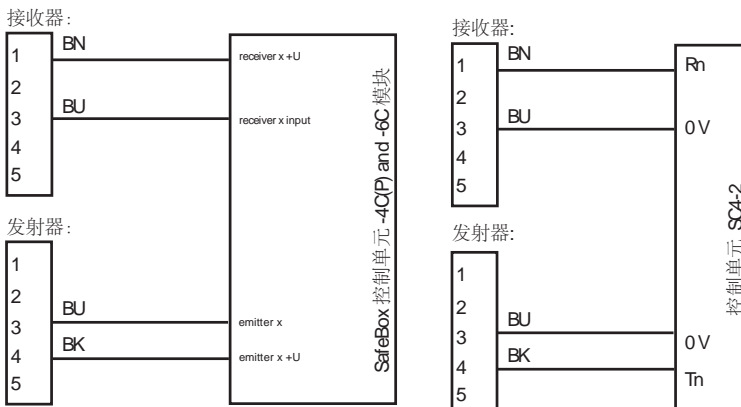 接收器:
1
BN
receiver x +U
2
3
BU
receiver x input
4
5
发射器:
1
2
3
BU
emitter x
4
BK
emitter x +U
5
SafeBox 控制单元 -4C(P) and -6C 模块
接收器:
1
BN
Rn
2
3
BU
0 V
4
5
发射器:
1
2
3
BU
0 V
4
BK
Tn
5
控制单元 SC4-2